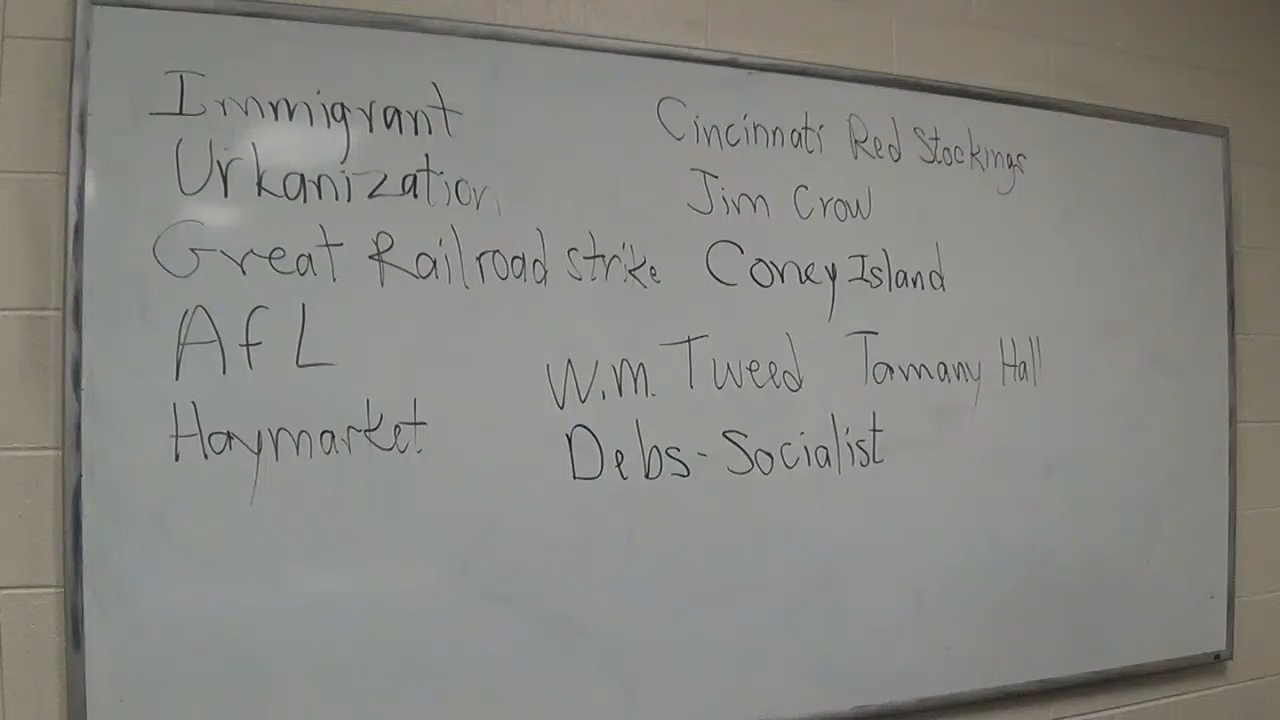 Immigrant
Urkanization
Great Railroad strike
AfL
Haymarket
Cincinnati Red Stockings
Jim Crow
Coney Island
W.m. Tweed Tamany Hall
Debs-Socialist